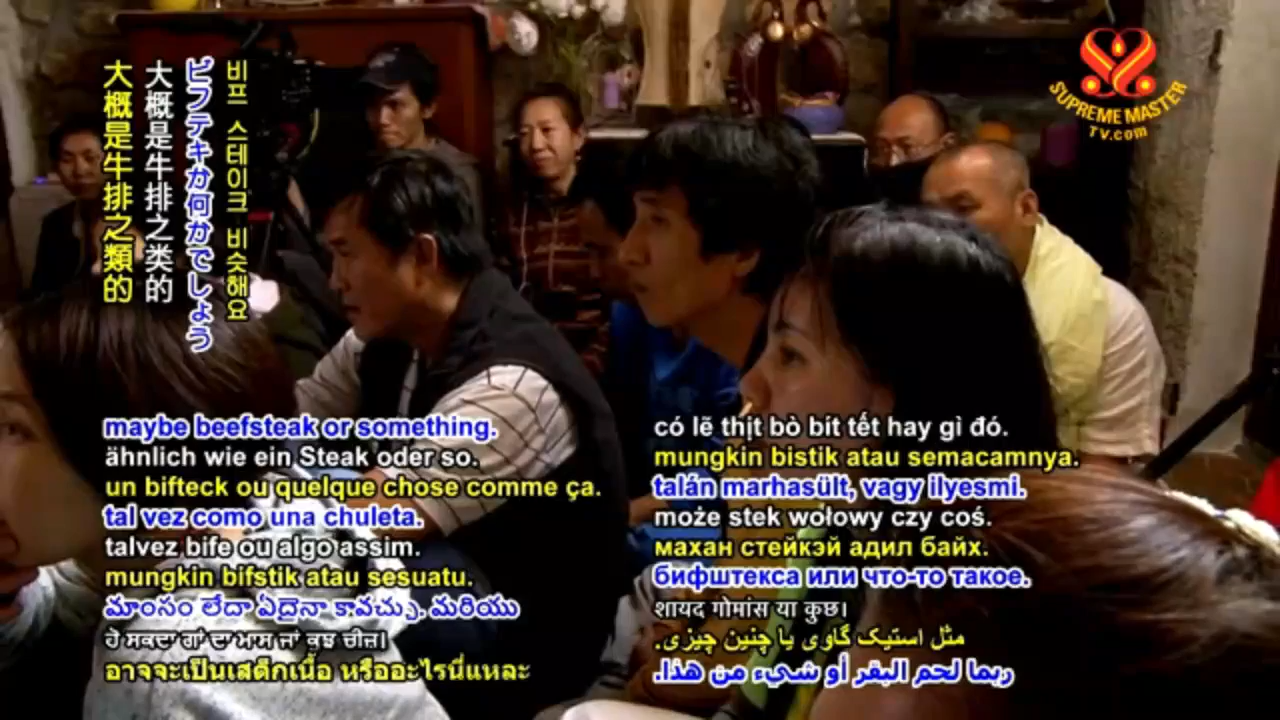 SUPREME MASTER
TV.com
비프 스테이크 비슷해요
ビフテキか何かでしょう
大概是牛排之类的
大概是牛排之類的
maybe beefsteak or something.
ähnlich wie ein Steak oder so.
un bifteck ou quelque chose comme ça.
tal vez como una chuleta.
talvez bife ou algo assim.
mungkin bifstik atau sesuatu.
మాంసం లేదా ఏదైనా కావచ్చు. మరియు
ਹੋ ਸਕਦਾ ਗਾਂ ਦਾ ਮਾਸ ਜਾਂ ਕੁਝ ਚੀਜ਼।
อาจจะเป็นเสต็กเนื้อ หรืออะไรนี่แหละ
có lẽ thịt bò bít tết hay gì đó.
mungkin bistik atau semacamnya.
talán marhasült, vagy ilyesmi.
może stek wołowy czy coś.
махан стейкэй адил байх.
бифштекса или что-то такое.
शायद गोमांस या कुछ।
مثل استیک گاوی یا چنین چیزی.
ربما لحم البقر أو شيء من هذا.